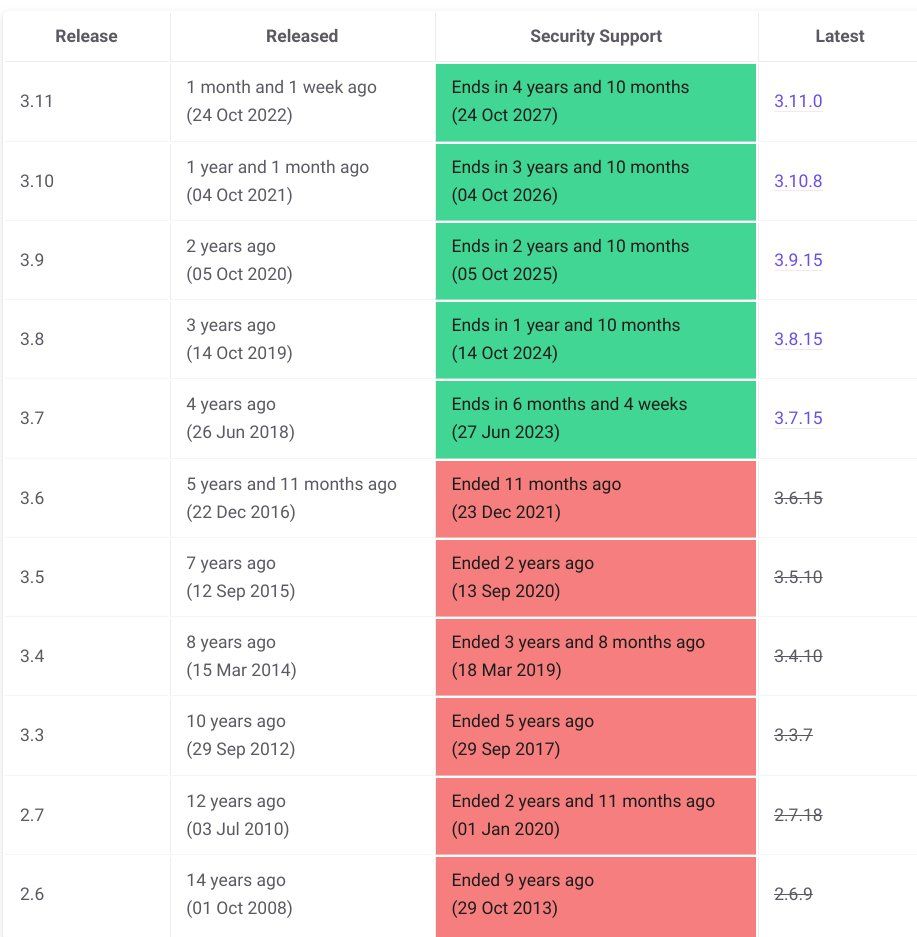 Release Released Security Support Latest
3.11 1 month and 1 week ago Ends in 4 years and 10 months 3.11.0
(24 Oct 2022) (24 Oct 2027)
3.10 1 year and 1 month ago Ends in 3 years and 10 months 3.10.8
(04 Oct 2021) (04 Oct 2026)
3.9 2 years ago Ends in 2 years and 10 months 3.9.15
(05 Oct 2020) (05 Oct 2025)
3.8 3 years ago Ends in 1 year and 10 months 3.8.15
(14 Oct 2019) (14 Oct 2024)
3.7 4 years ago Ends in 6 months and 4 weeks 3.7.15
(26 Jun 2018) (27 Jun 2023)
3.6 5 years and 11 months ago Ended 11 months ago 3.6.15
(22 Dec 2016) (23 Dec 2021)
3.5 7 years ago Ended 2 years ago 3.5.10
(12 Sep 2015) (13 Sep 2020)
3.4 8 years ago Ended 3 years and 8 months ago 3.4.10
(15 Mar 2014) (18 Mar 2019)
3.3 10 years ago Ended 5 years ago 3.3.7
(29 Sep 2012) (29 Sep 2017)
2.7 12 years ago Ended 2 years and 11 months ago 2.7.18
(03 Jul 2010) (01 Jan 2020)
2.6 14 years ago Ended 9 years ago 2.6.9
(01 Oct 2008) (29 Oct 2013)